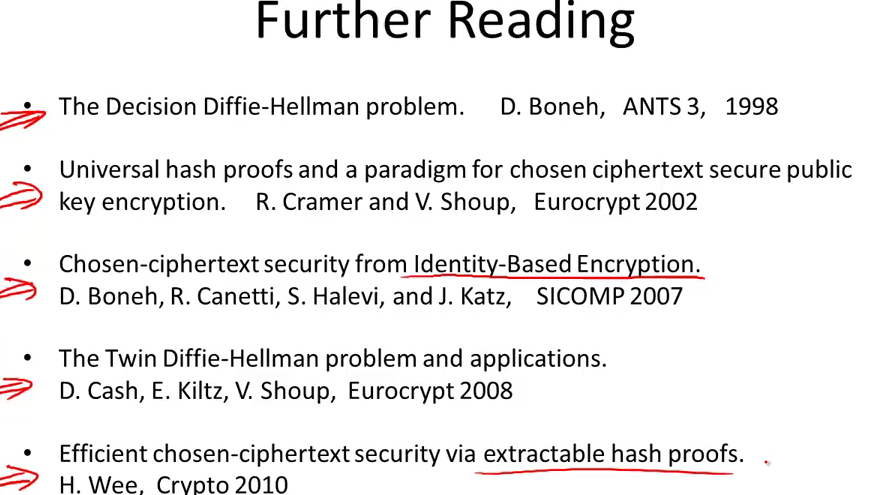 Further Reading
• The Decision Diffie-Hellman problem. D. Boneh, ANTS 3, 1998
• Universal hash proofs and a paradigm for chosen ciphertext secure public
key encryption. R. Cramer and V. Shoup, Eurocrypt 2002
• Chosen-ciphertext security from Identity-Based Encryption.
D. Boneh, R. Canetti, S. Halevi, and J. Katz, SICOMP 2007
• The Twin Diffie-Hellman problem and applications.
D. Cash, E. Kiltz, V. Shoup, Eurocrypt 2008
• Efficient chosen-ciphertext security via extractable hash proofs.
H. Wee, Crypto 2010